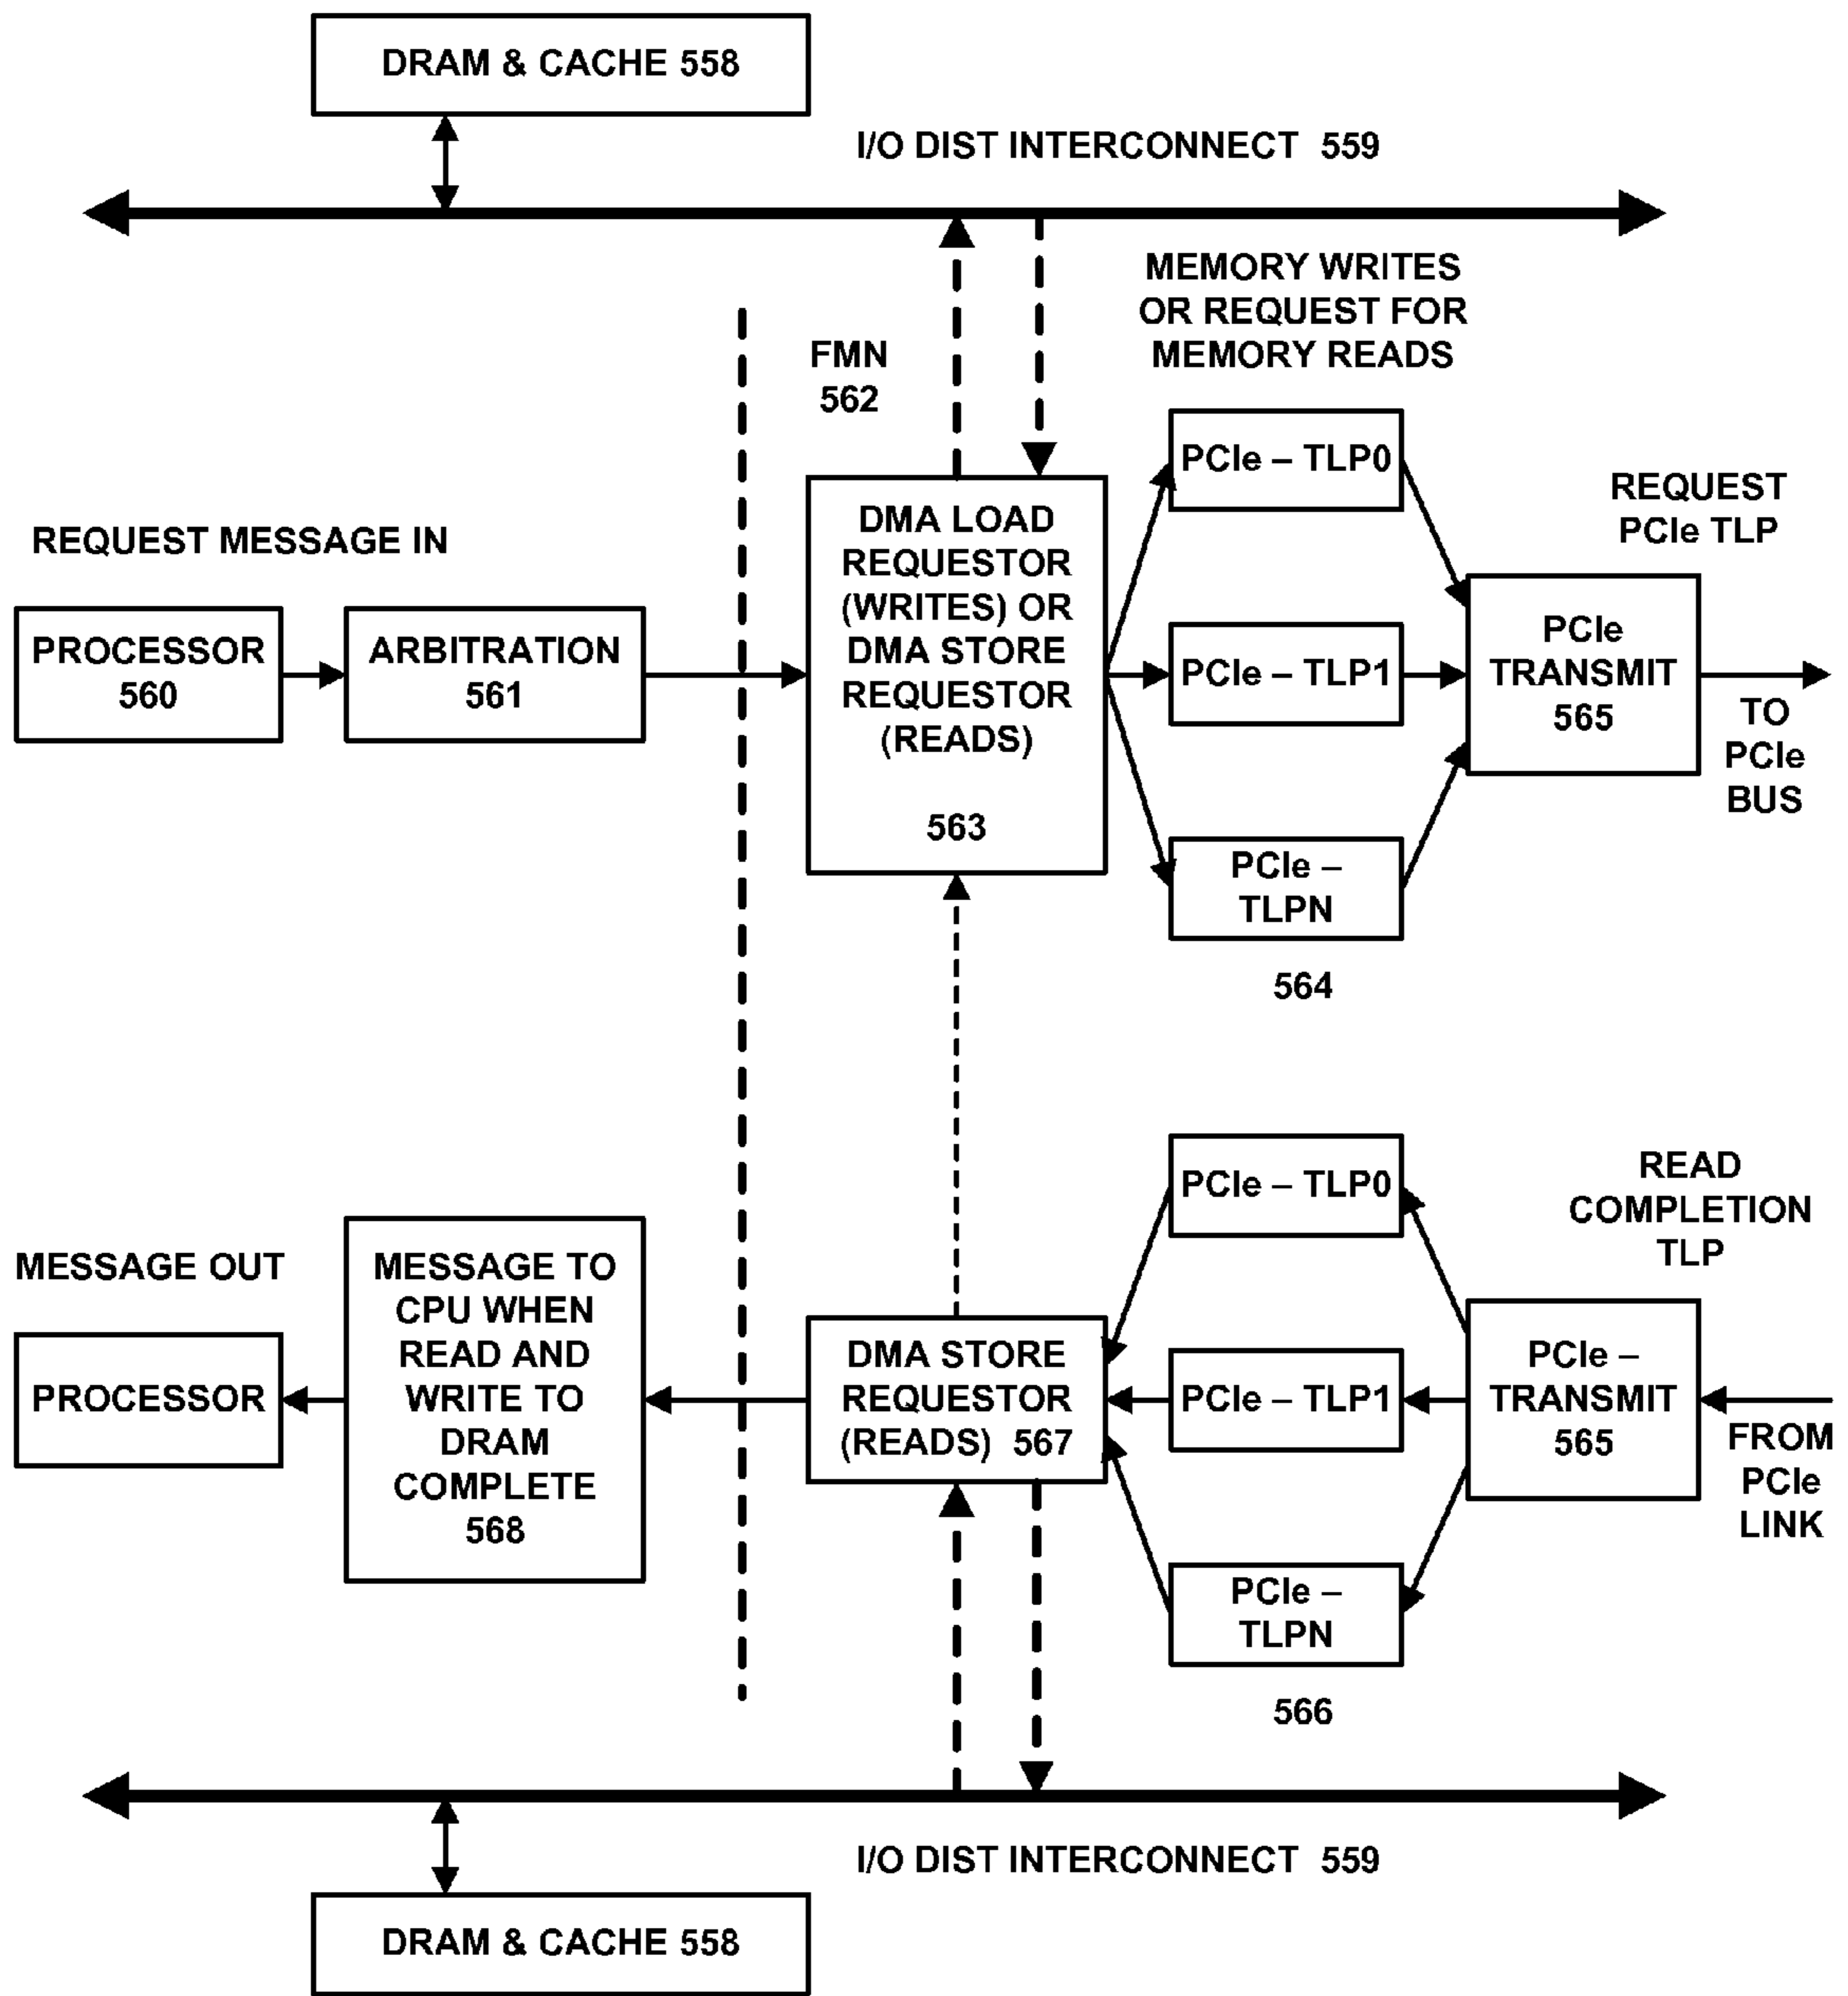 DRAM & CACHE 558
I/O DIST INTERCONNECT 559
MEMORY WRITES
OR REQUEST FOR
MEMORY READS
FMN
562
REQUEST MESSAGE IN
PROCESSOR
560
ARBITRATION
561
DMA LOAD
REQUESTOR
(WRITES) OR
DMA STORE
REQUESTOR
(READS)
563
PCIe – TLP0
PCIe – TLP1
PCIe –
TLPN
564
REQUEST
PCIe TLP
PCIe
TRANSMIT
565
TO
PCIe
BUS
MESSAGE OUT
PROCESSOR
MESSAGE TO
CPU WHEN
READ AND
WRITE TO
DRAM
COMPLETE
568
DMA STORE
REQUESTOR
(READS) 567
PCIe – TLP0
PCIe – TLP1
PCIe –
TLPN
566
READ
COMPLETION
TLP
PCIe –
TRANSMIT
565
FROM
PCIe
LINK
I/O DIST INTERCONNECT 559
DRAM & CACHE 558